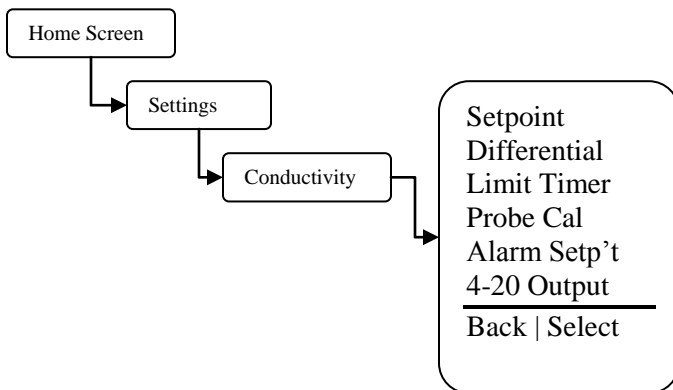 Home Screen
Settings
Conductivity
Setpoint
Differential
Limit Timer
Probe Cal
Alarm Setp’t
4-20 Output
Back | Select